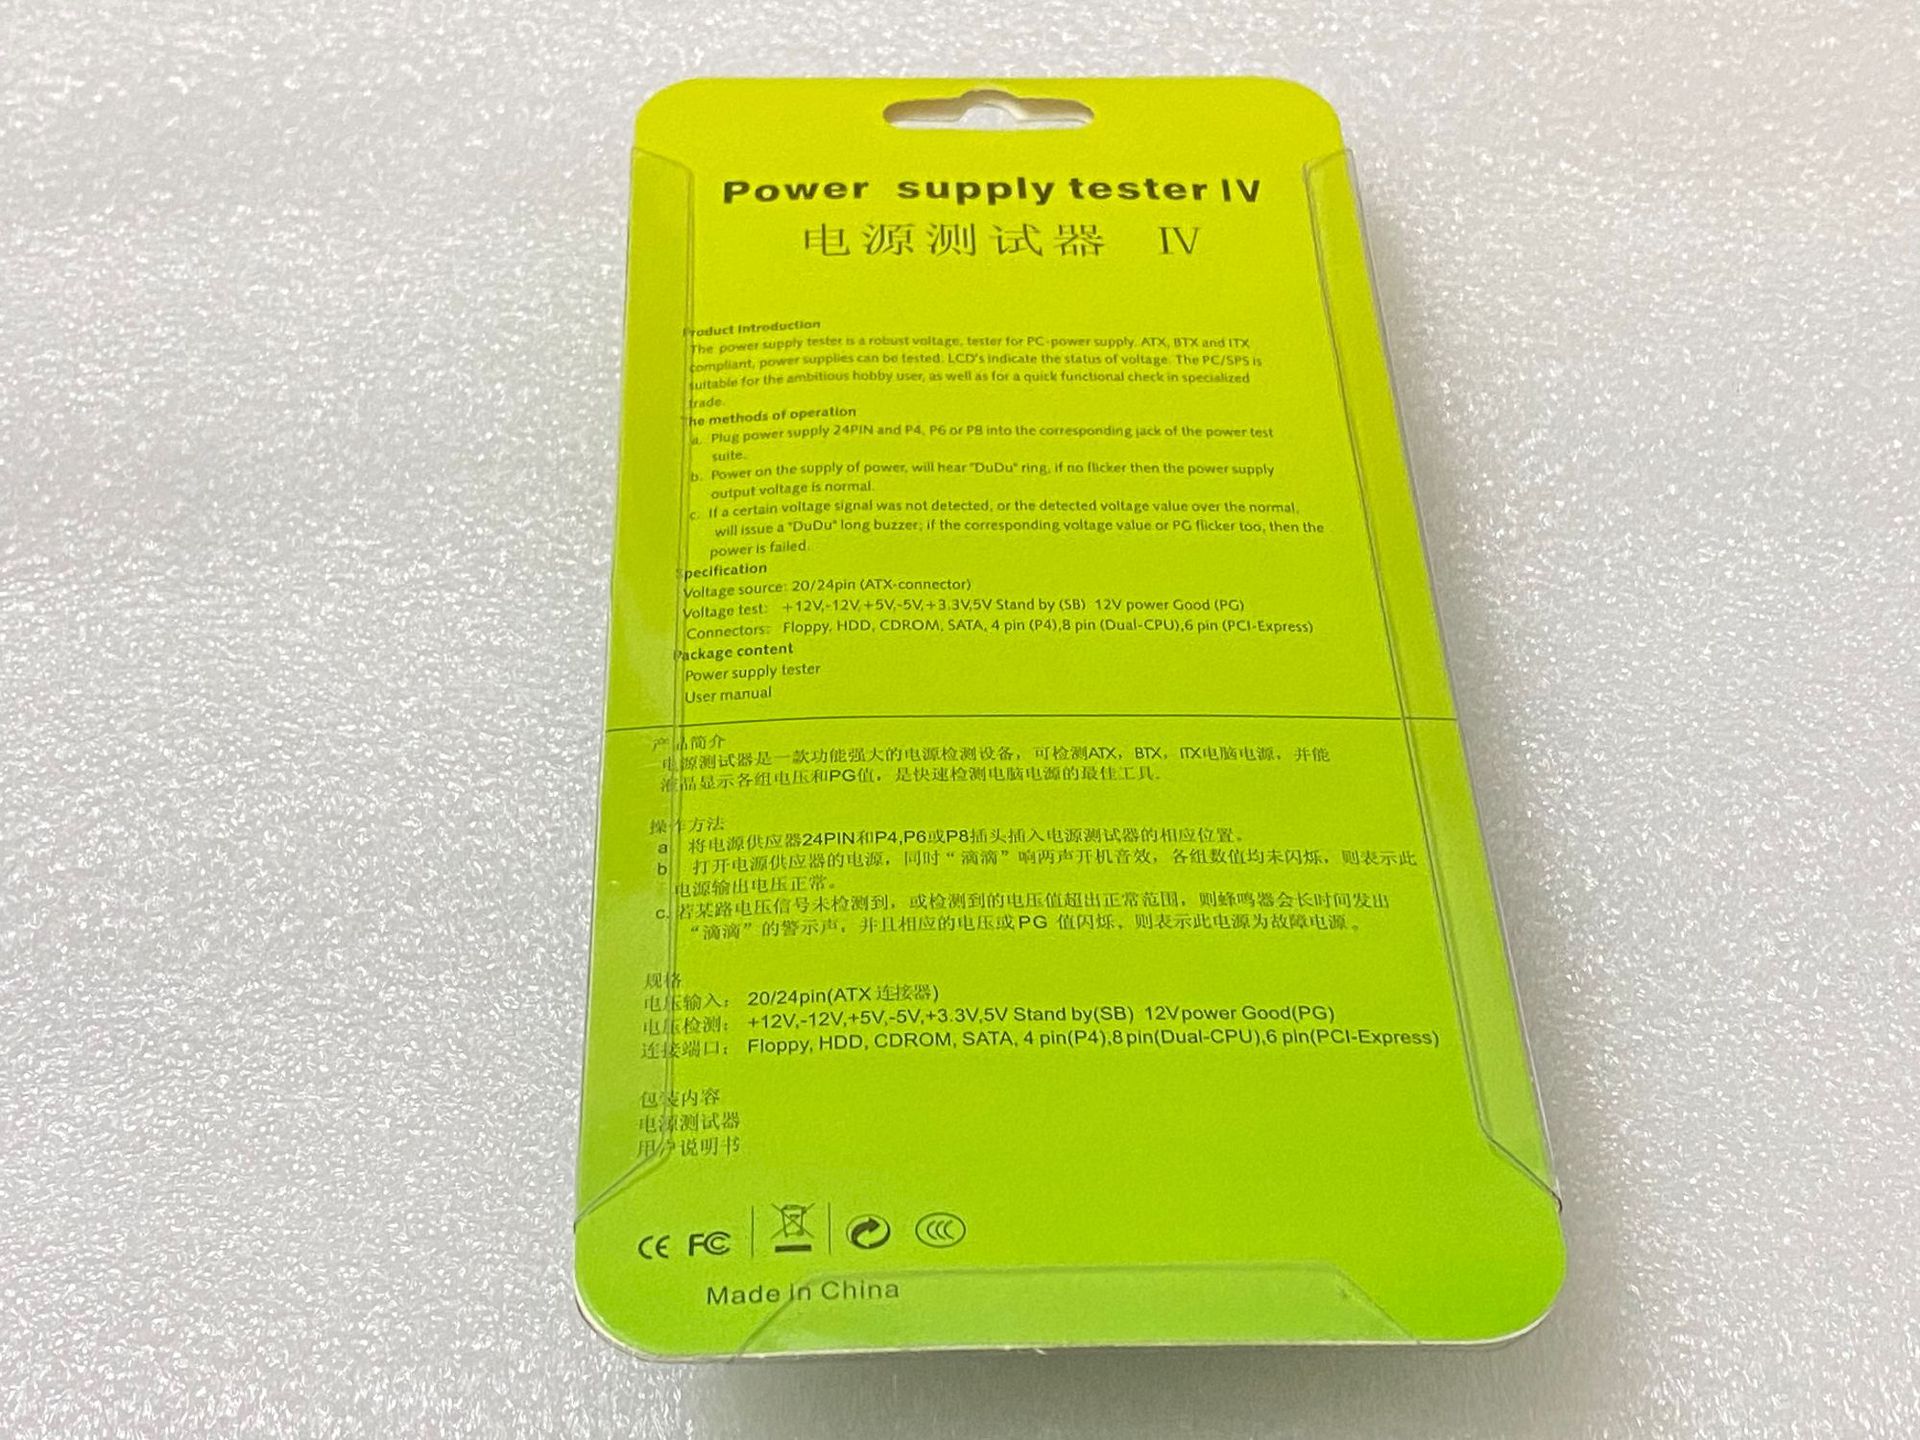 Power supply tester IV
电源测试器 IV
Product Introduction
The power supply tester is a robust voltage, tester for PC-power supply. ATX, BTX and ITX
compliant, power supplies can be tested. LCD's indicate the status of voltage. The PC/SPS is
suitable for the ambitious hobby user, as well as for a quick functional check in specialized
trade.
The methods of operation
a. Plug power supply 24PIN and P4, P6 or P8 into the corresponding jack of the power test
suite.
b. Power on the supply of power, will hear "DuDu" ring, if no flicker then the power supply
output voltage is normal.
c. If a certain voltage signal was not detected, or the detected voltage value over the normal,
will issue a "DuDu" long buzzer; if the corresponding voltage value or PG flicker too, then the
power is failed.
Specification
Voltage source: 20/24pin (ATX-connector)
Voltage test: +12V,-12V,+5V,-5V,+3.3V,5V Stand by (SB) 12V power Good (PG)
Connectors: Floppy, HDD, CDROM, SATA, 4 pin (P4),8 pin (Dual-CPU),6 pin (PCI-Express)
Package content
Power supply tester
User manual
产品简介
电源测试器是一款功能强大的电源检测设备，可检测ATX，BTX，ITX电脑电源，并能
液晶显示各组电压和PG值，是快速检测电脑电源的最佳工具.
操作方法
a 将电源供应器24PIN和P4,P6或P8插头插入电源测试器的相应位置。
b 打开电源供应器的电源，同时“滴滴”响两声开机音效，各组数值均未闪烁，则表示此
电源输出电压正常。
c. 若某路电压信号未检测到，或检测到的电压值超出正常范围，则蜂鸣器会长时间发出
“滴滴”的警示声，并且相应的电压或PG 值闪烁，则表示此电源为故障电源。
规格
电压输入： 20/24pin(ATX 连接器)
电压检测： +12V,-12V,+5V,-5V,+3.3V,5V Stand by(SB) 12Vpower Good(PG)
连接端口： Floppy, HDD, CDROM, SATA, 4 pin(P4),8 pin(Dual-CPU),6 pin(PCI-Express)
包装内容
电源测试器
用户说明书
CE FC CCC
Made in China